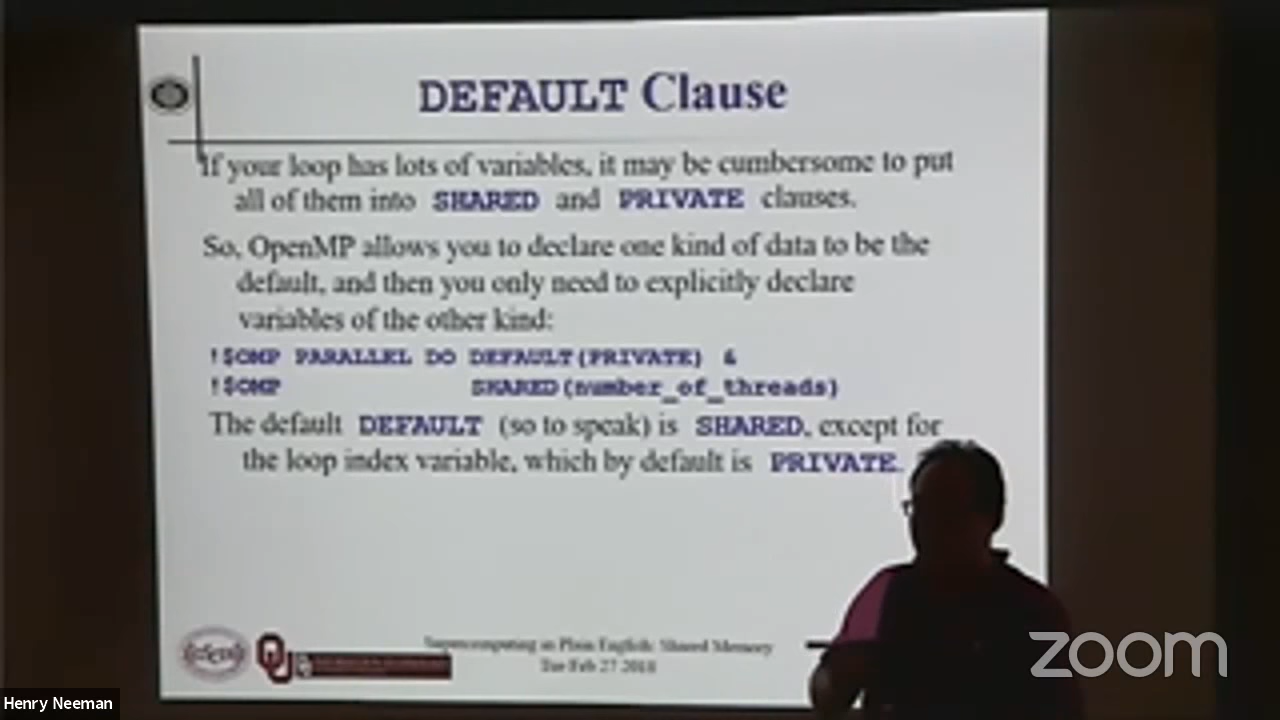 DEFAULT Clause
If your loop has lots of variables, it may be cumbersome to put
all of them into SHARED and PRIVATE clauses.
So, OpenMP allows you to declare one kind of data to be the
default, and then you only need to explicitly declare
variables of the other kind:
!$OMP PARALLEL DO DEFAULT(PRIVATE) &
!$OMP SHARED(number_of_threads)
The default DEFAULT (so to speak) is SHARED, except for
the loop index variable, which by default is PRIVATE.
Supercomputing in Plain English: Shared Memory
Tue Feb 27 2018
zoom
Henry Neeman